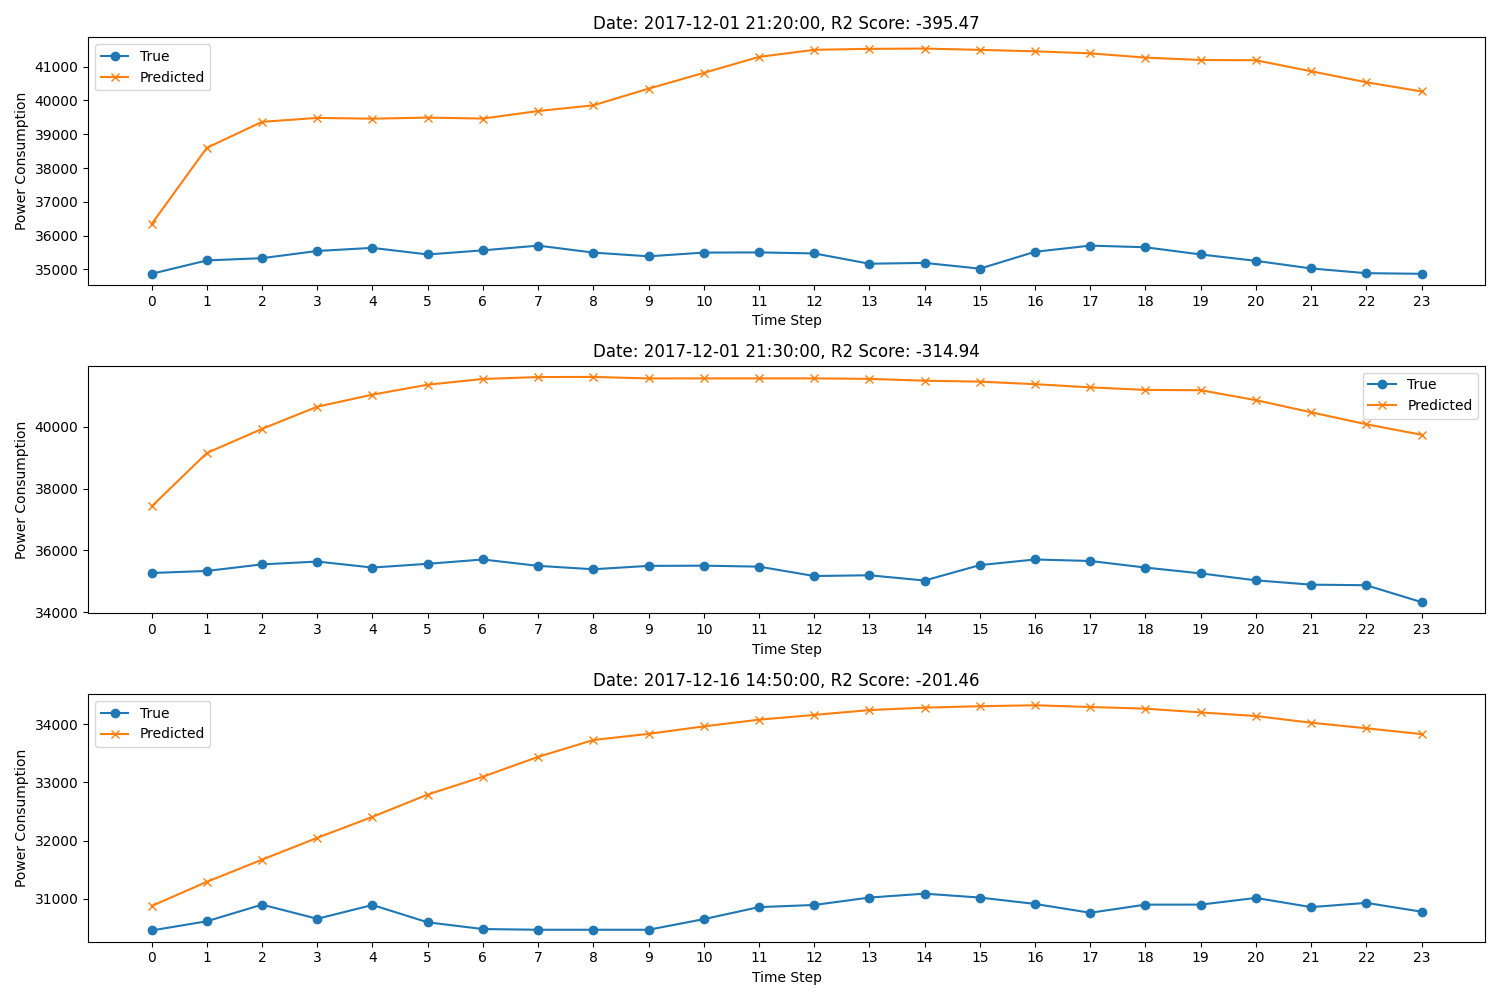 Date: 2017-12-01 21:20:00, R2 Score: -395.47
True
Predicted
Power Consumption
41000
40000
39000
38000
37000
36000
35000
0 1 2 3 4 5 6 7 8 9 10 11 12 13 14 15 16 17 18 19 20 21 22 23
Time Step
Date: 2017-12-01 21:30:00, R2 Score: -314.94
True
Predicted
Power Consumption
40000
38000
36000
34000
0 1 2 3 4 5 6 7 8 9 10 11 12 13 14 15 16 17 18 19 20 21 22 23
Time Step
Date: 2017-12-16 14:50:00, R2 Score: -201.46
True
Predicted
Power Consumption
34000
33000
32000
31000
0 1 2 3 4 5 6 7 8 9 10 11 12 13 14 15 16 17 18 19 20 21 22 23
Time Step